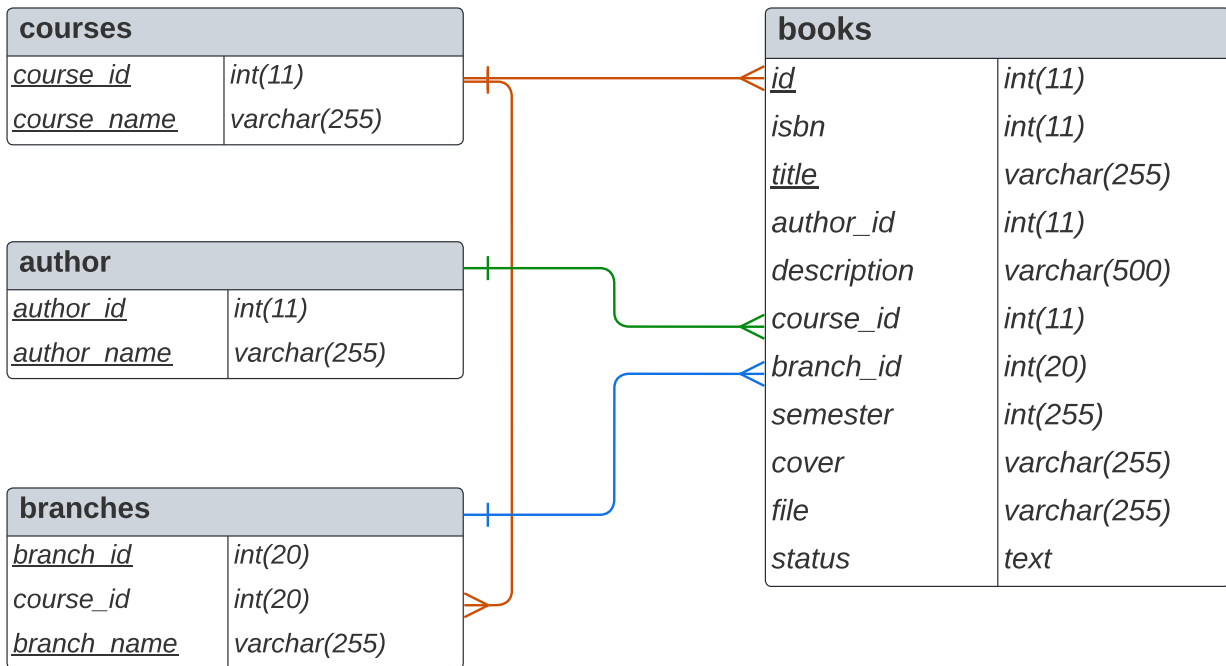 courses
course_id int(11)
course_name varchar(255)
author
author_id int(11)
author_name varchar(255)
branches
branch_id int(20)
course_id int(20)
branch_name varchar(255)
books
id int(11)
isbn int(11)
title varchar(255)
author_id int(11)
description varchar(500)
course_id int(11)
branch_id int(20)
semester int(255)
cover varchar(255)
file varchar(255)
status text